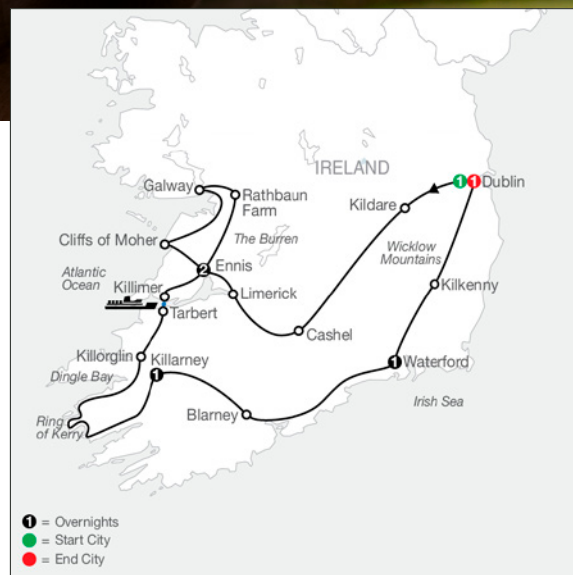 IRELAND
Galway
Rathbaun
Farm
1 1 Dublin
Kildare
Cliffs of Moher
The Burren
Wicklow
Mountains
2 Ennis
Atlantic
Ocean
Killimer
Limerick
Kilkenny
Tarbert
Cashel
Killorglin
Killarney
1
Waterford
1
Dingle Bay
Irish Sea
Ring
of Kerry
Blarney
1 = Overnights
= Start City
= End City